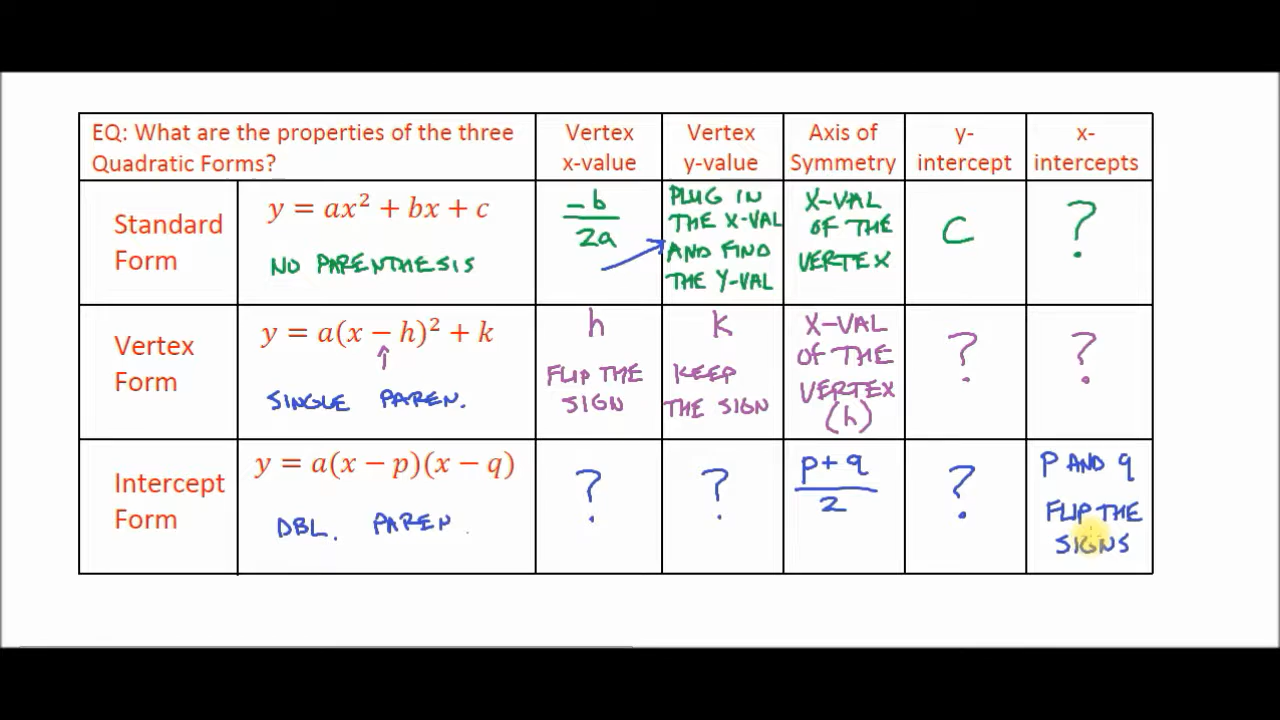 EQ: What are the properties of the three
Quadratic Forms?
Vertex
x-value
Vertex
y-value
Axis of
Symmetry
y-
intercept
x-
intercepts
Standard
Form
y = ax² + bx + c
NO PARENTHESIS
-b
2a
PLUG IN
THE X-VAL
AND FIND
THE Y-VAL
X-VAL
OF THE
VERTEX
C
?
Vertex
Form
y = a(x − h)² + k
SINGLE PAREN.
h
FLIP THE
SIGN
K
KEEP
THE SIGN
X-VAL
OF THE
VERTEX
(h)
?
?
Intercept
Form
y = a(x − p)(x − q)
DBL. PAREN.
?
?
p+q
2
?
P AND q
FLIP THE
SIGNS